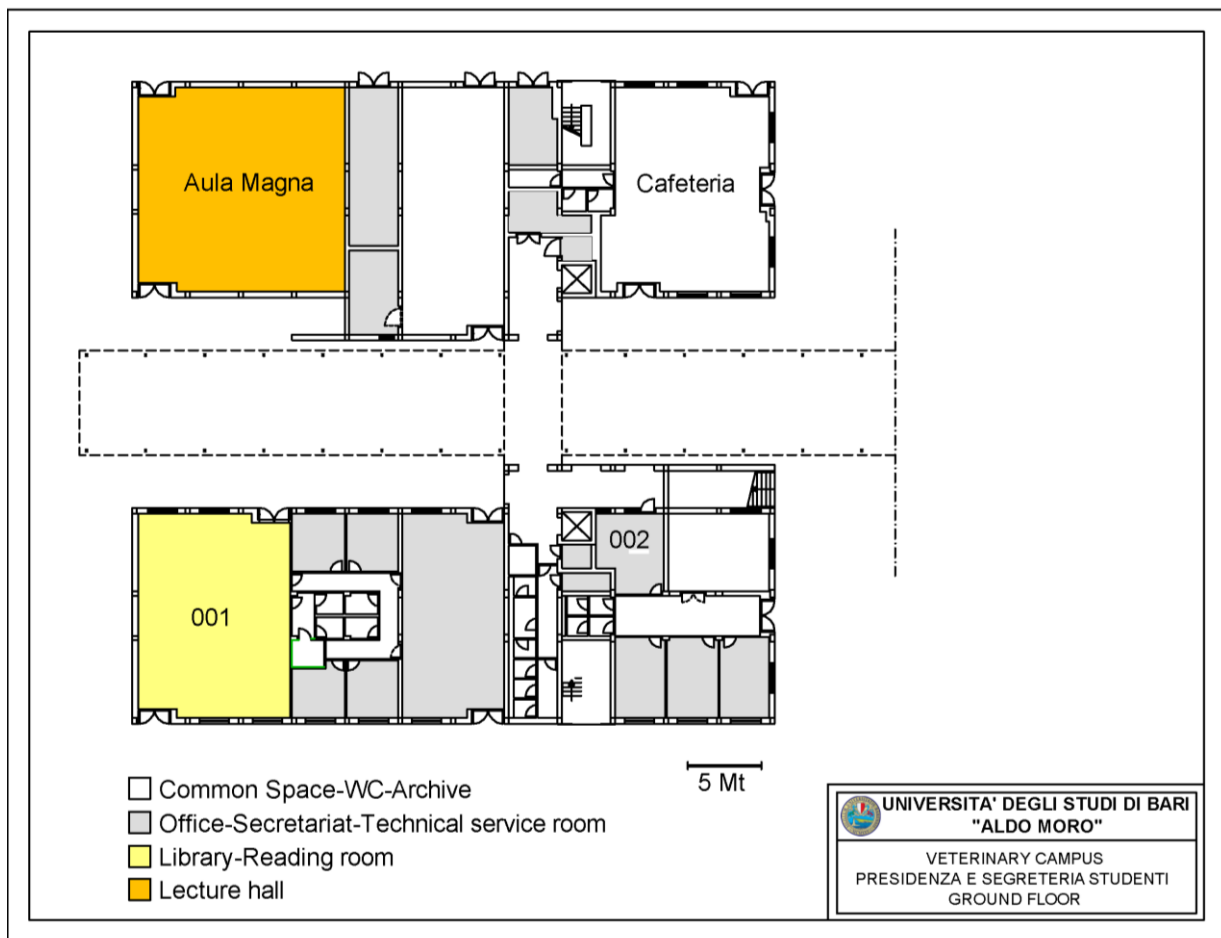 Aula Magna
Cafeteria
002
001
5 Mt
Common Space-WC-Archive
Office-Secretariat-Technical service room
Library-Reading room
Lecture hall
UNIVERSITA' DEGLI STUDI DI BARI
"ALDO MORO"
VETERINARY CAMPUS
PRESIDENZA E SEGRETERIA STUDENTI
GROUND FLOOR